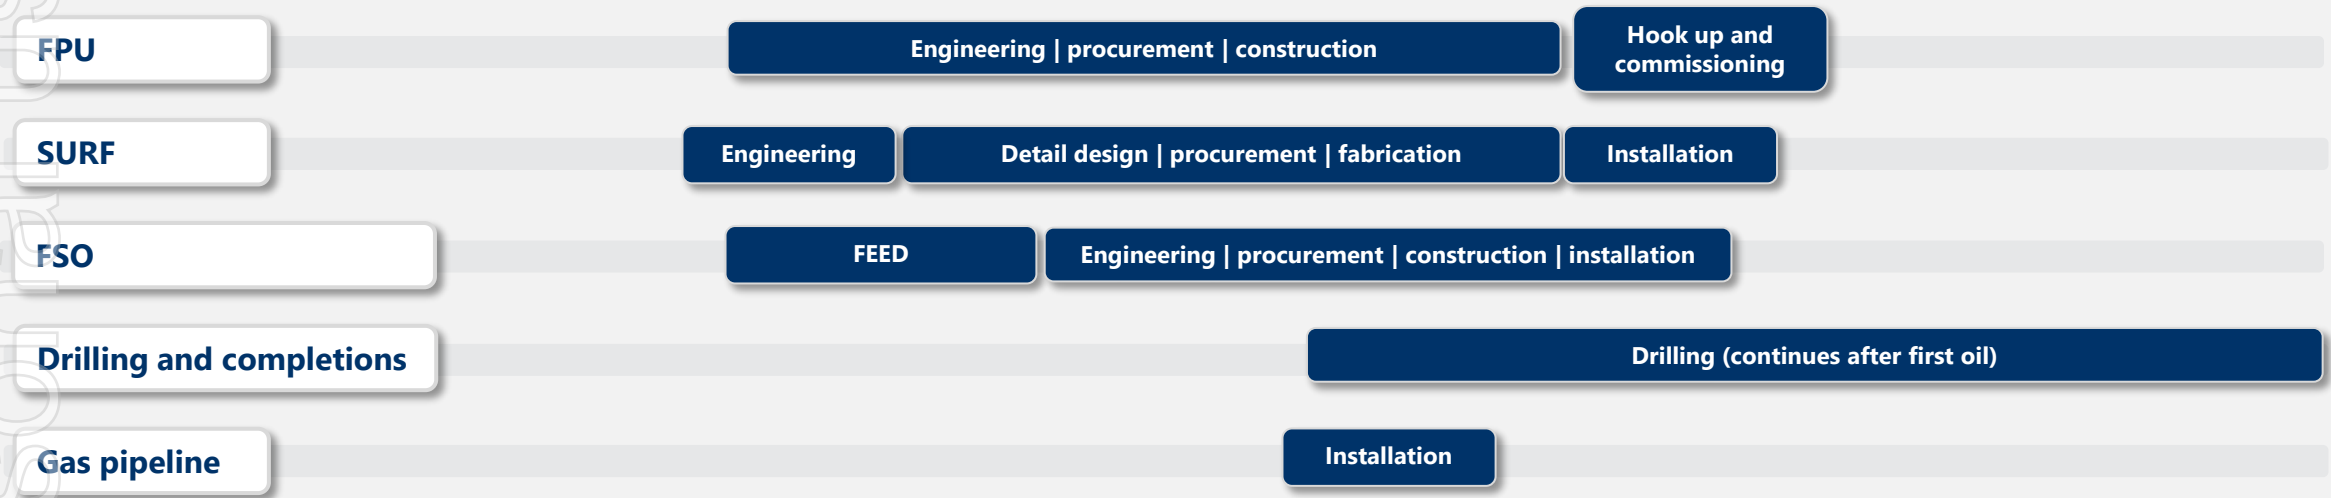 FPU
Engineering | procurement | construction
Hook up and
commissioning
SURF
Engineering
Detail design | procurement | fabrication
Installation
FSO
FEED
Engineering | procurement | construction | installation
Drilling and completions
Drilling (continues after first oil)
Gas pipeline
Installation